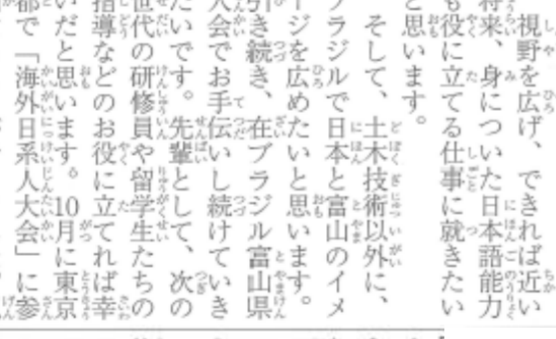 視野を広げ、できれば近い
将来、身についた日本語能力
も役に立てる仕事に就きたい
と思います。
そして、土木技術以外に、
ブラジルで日本と富山のイメ
ージを広めたいと思います。
引き続き、在ブラジル富山県
人会でお手伝いし続けていき
たいです。先輩として、次の
世代の研修員や留学生たちの
指導などのお役に立てれば幸
いだと思います。10月に東京
都で「海外日系人大会」に参